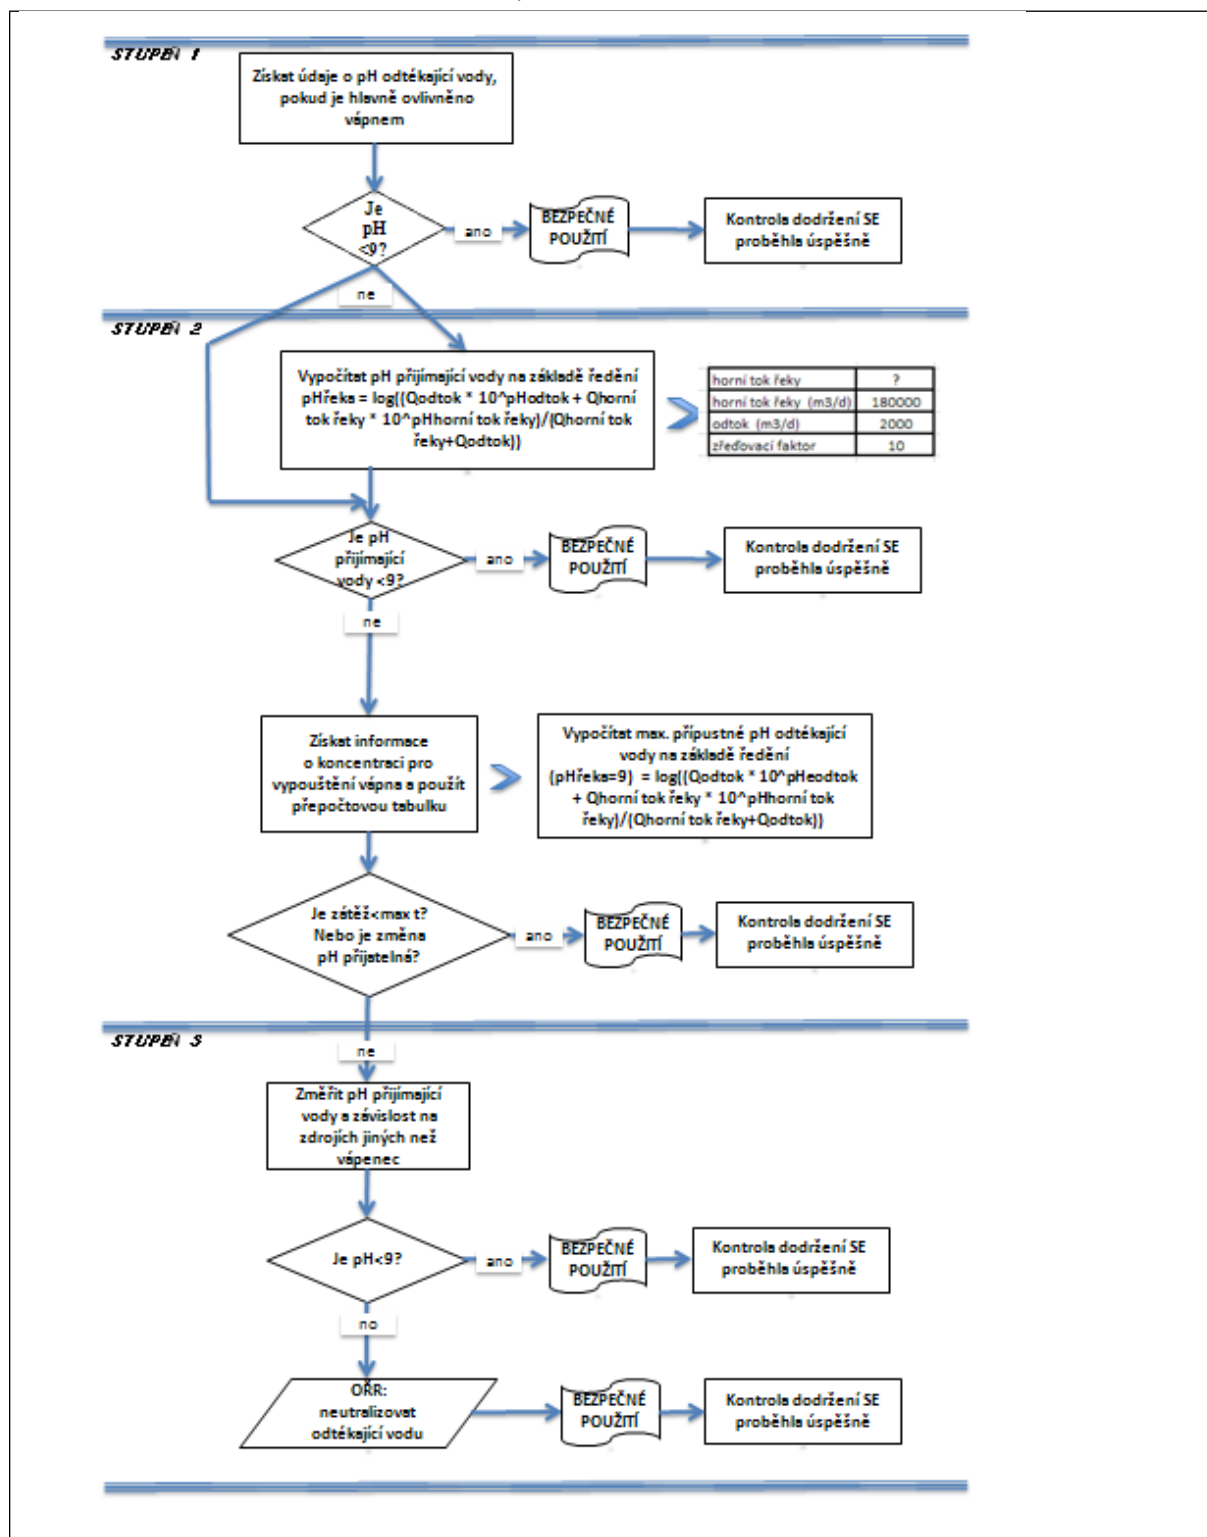 STUPEŇ 1
Získat údaje o pH odtékající vody,
pokud je hlavně ovlivněno
vápnem
Je
pH
<9?
ano
BEZPEČNÉ
POUŽITÍ
Kontrola dodržení SE
proběhla úspěšně
ne
STUPEŇ 2
Vypočítat pH přijímající vody na základě ředění
pHřeka = log((Qodtok * 10^pHodtok + Qhorní
tok řeky * 10^pHhorní tok řeky)/(Qhorní tok
řeky+Qodtok))
horní tok řeky ?
horní tok řeky (m3/d) 180000
odtok (m3/d) 2000
zřeďovací faktor 10
Je pH
přijímající
vody <9?
ano
BEZPEČNÉ
POUŽITÍ
Kontrola dodržení SE
proběhla úspěšně
ne
Získat informace
o koncentraci pro
vypouštění vápna a použít
přepočtovou tabulku
Vypočítat max. přípustné pH odtékající
vody na základě ředění
(pHřeka=9) = log((Qodtok * 10^pHeodtok
+ Qhorní tok řeky * 10^pHhorní tok
řeky)/(Qhorní tok řeky+Qodtok))
Je zátěž<max t?
Nebo je změna
pH přijatelná?
ano
BEZPEČNÉ
POUŽITÍ
Kontrola dodržení SE
proběhla úspěšně
STUPEŇ 3
ne
Změřit pH přijímající
vody a závislost na
zdrojích jiných než
vápenec
Je pH<9?
ano
BEZPEČNÉ
POUŽITÍ
Kontrola dodržení SE
proběhla úspěšně
no
OŘR:
neutralizovat
odtékající vodu
BEZPEČNÉ
POUŽITÍ
Kontrola dodržení SE
proběhla úspěšně